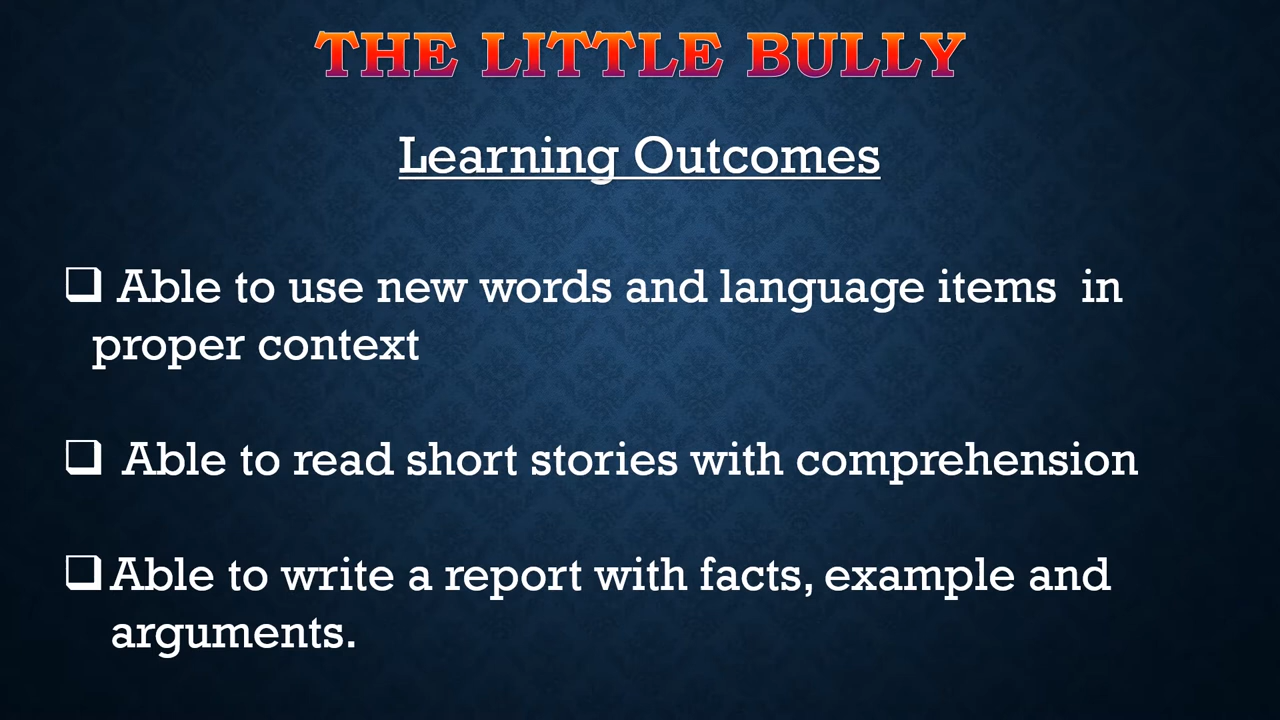 THE LITTLE BULLY
Learning Outcomes
❑ Able to use new words and language items  in
proper context
❑ Able to read short stories with comprehension
❑ Able to write a report with facts, example and
arguments.